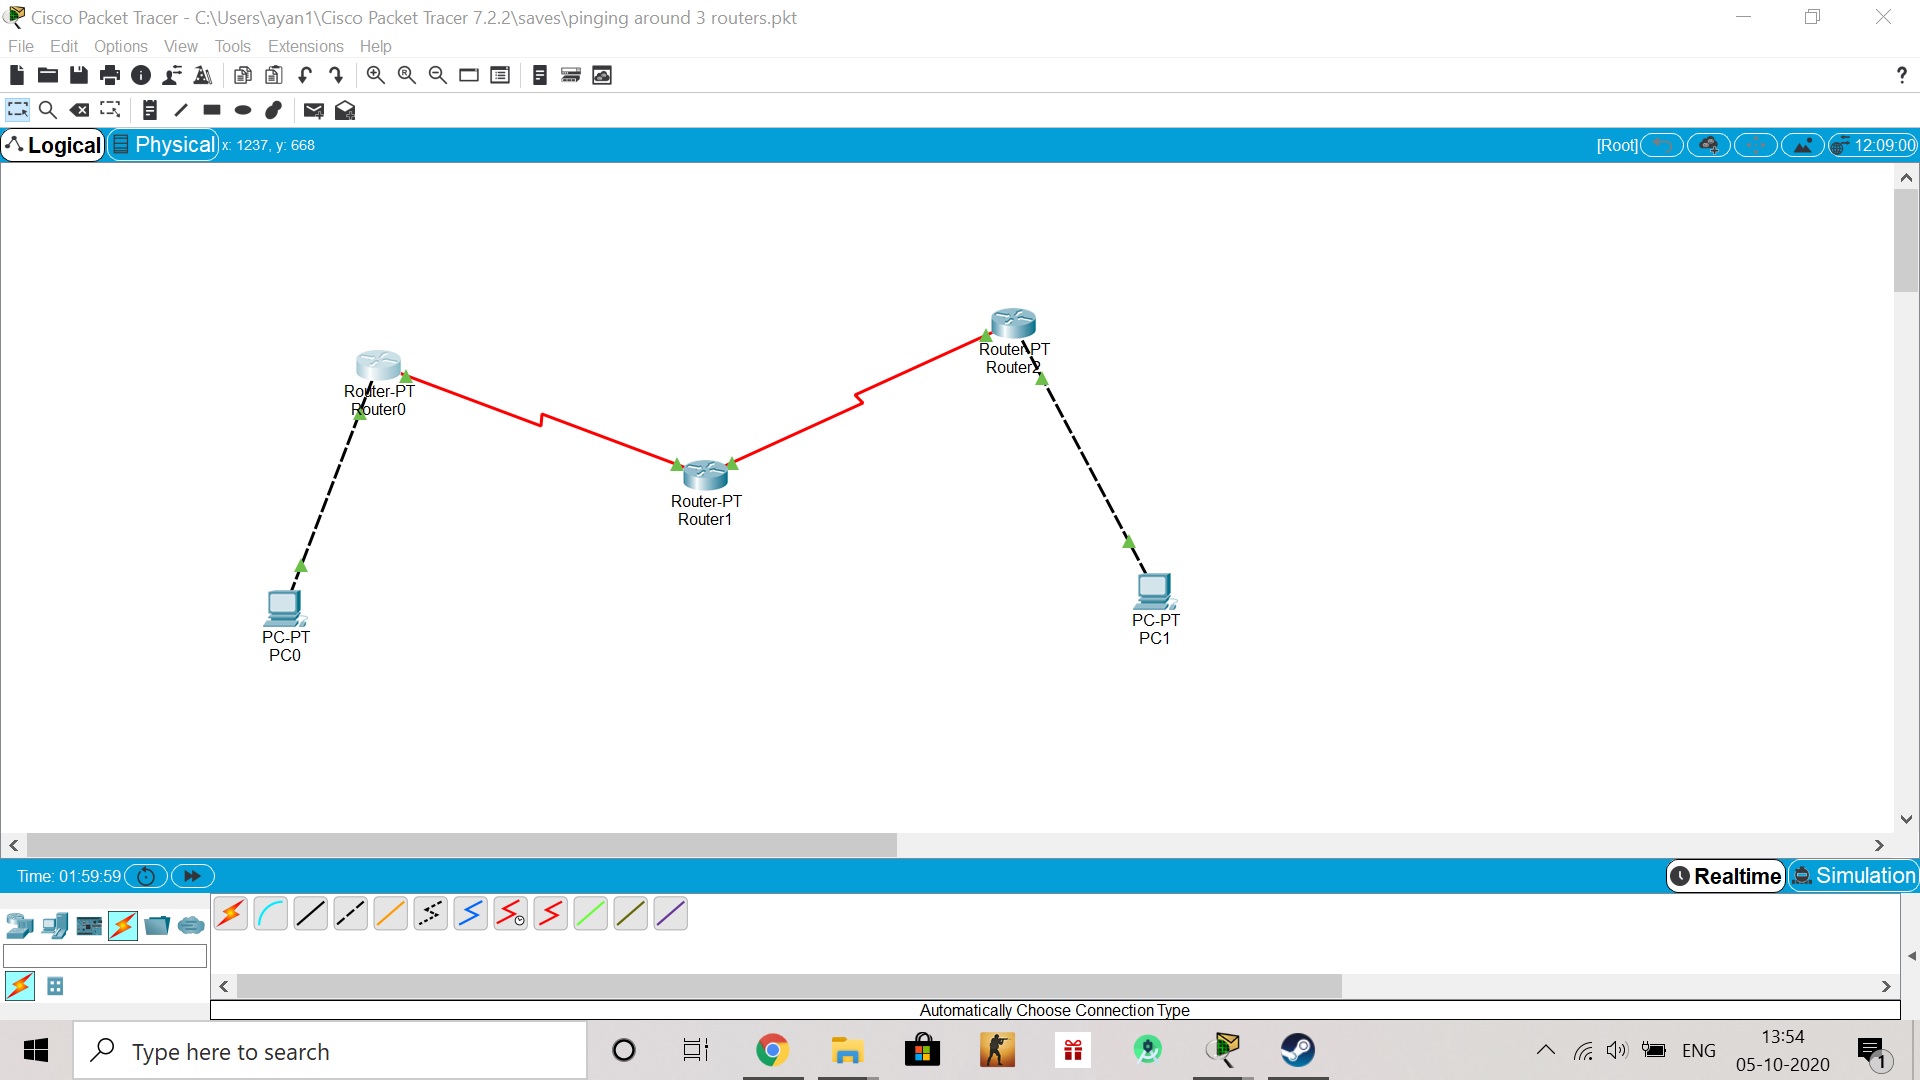 Cisco Packet Tracer - C:\Users\ayan1\Cisco Packet Tracer 7.2.2\saves\pinging around 3 routers.pkt
File Edit Options View Tools Extensions Help
?
Logical Physical x: 1237, y: 668 [Root] 12:09:00
Router-PT
Router2
Router-PT
Router0
Router-PT
Router1
PC-PT
PC1
PC-PT
PC0
Time: 01:59:59 Realtime Simulation
Automatically Choose Connection Type
Type here to search
ENG
13:54
05-10-2020
1